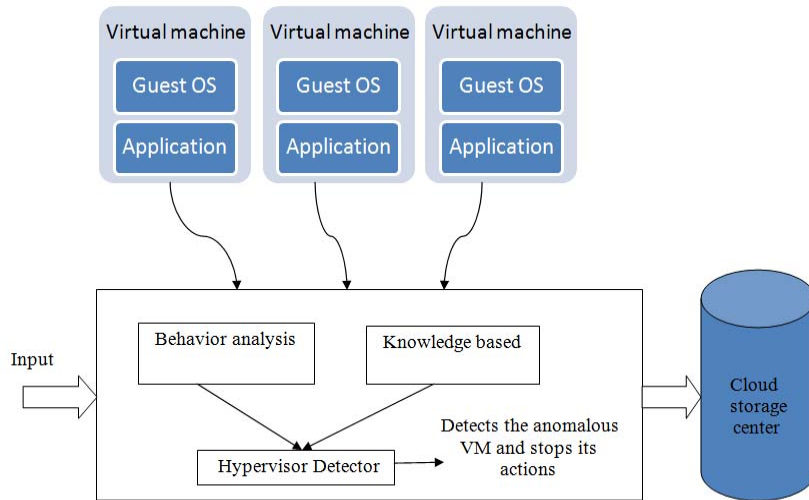 Virtual machine
Guest OS
Application
Virtual machine
Guest OS
Application
Virtual machine
Guest OS
Application
Input
Behavior analysis
Knowledge based
Hypervisor Detector
Detects the anomalous
VM and stops its
actions
Cloud
storage
center